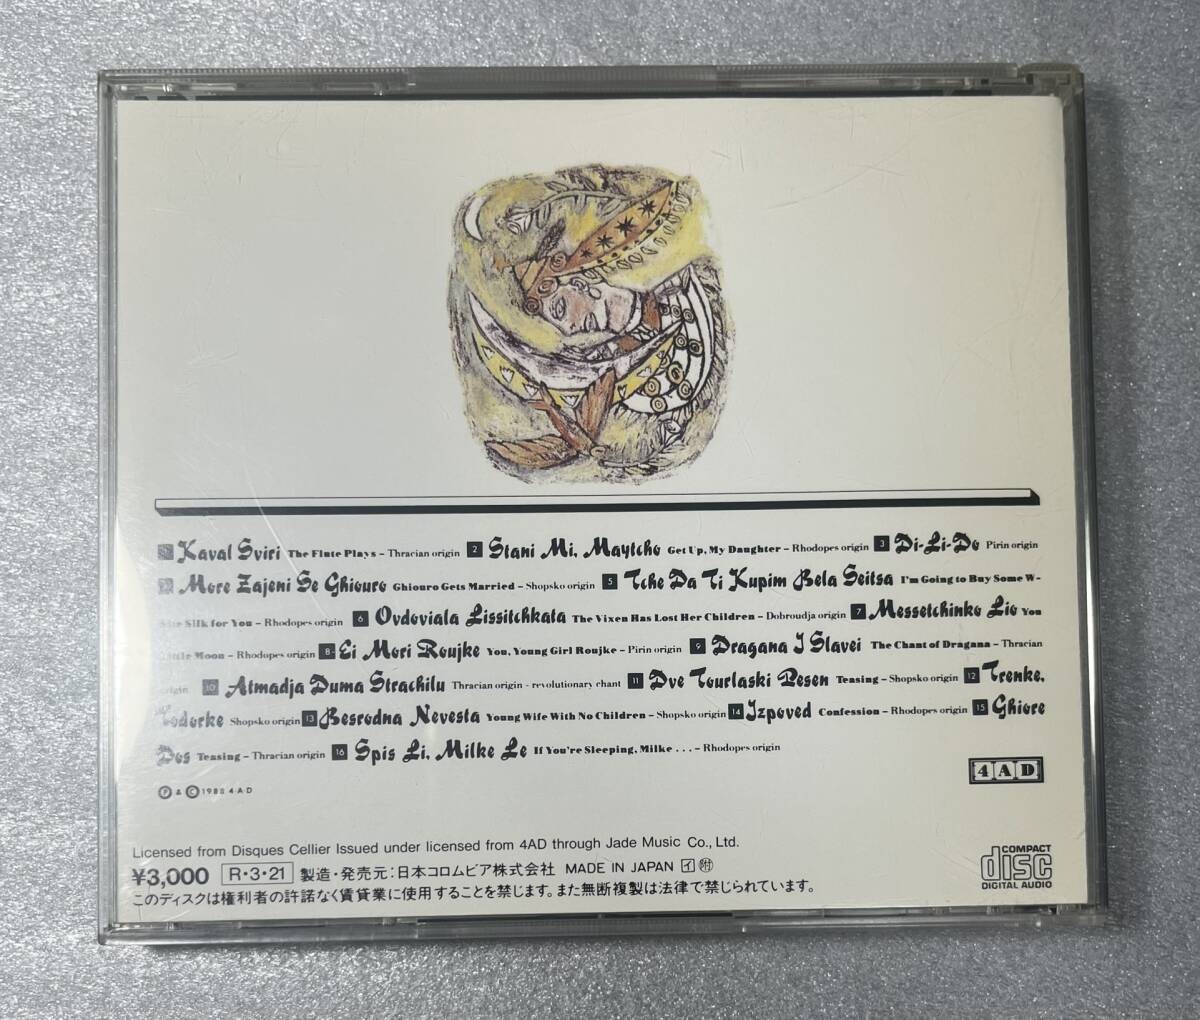 Kaval Sviri The Flute Plays – Thracian origin 2 Stani Mi, Maytcho Get Up, My Daughter – Rhodopes origin 3 Di-Li-Do Pirin origin
More Zajeni Se Ghiouro Ghiouro Gets Married – Shopsko origin 5 Tche Da Ti Kupim Bela Seitsa I'm Going to Buy Some W-
Silk for You – Rhodopes origin 6 Ovdoviala Lissitchkata The Vixen Has Lost Her Children – Dobroudja origin 7 Messetchinko Lio You
Little Moon – Rhodopes origin 8 Ei Mori Roujke You, Young Girl Roujke – Pirin origin 9 Dragana I Slavei The Chant of Dragana – Thracian
origin 10 Atmadja Duma Strachilu Thracian origin - revolutionary chant 11 Dve Tourlaski Pesen Teasing – Shopsko origin 12 Trenke,
Todorke Shopsko origin 13 Besrodna Nevesta Young Wife With No Children – Shopsko origin 14 Izpoved Confession – Rhodopes origin 15 Ghiore
Dos Teasing – Thracian origin 16 Spis Li, Milke Le If You're Sleeping, Milke . . . – Rhodopes origin
4AD
Ⓟ & © 1988 4·A·D
Licensed from Disques Cellier Issued under licensed from 4AD through Jade Music Co., Ltd.
¥3,000 R·3·21 製造・発売元:日本コロムビア株式会社 MADE IN JAPAN イ 附
このディスクは権利者の許諾なく賃貸業に使用することを禁じます。また無断複製は法律で禁じられています。
COMPACT
disc
DIGITAL AUDIO